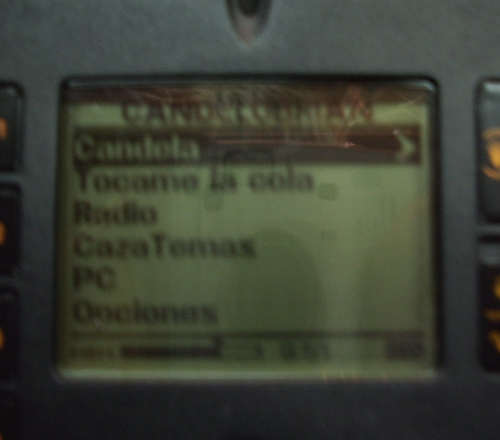 Candela
Tocame la cola
Radio
CazaTemas
PC
Opciones